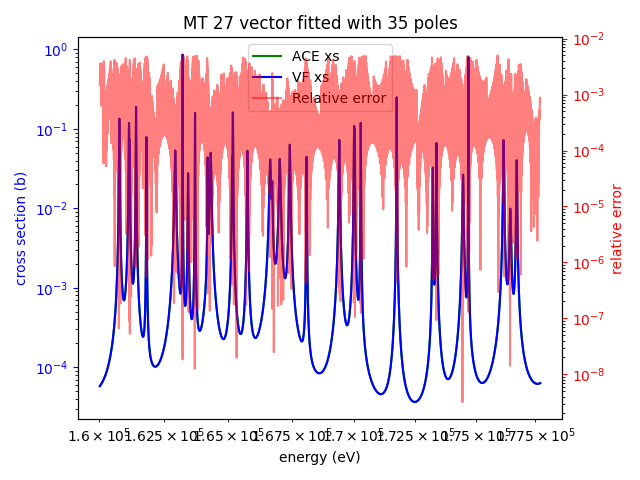 MT 27 vector fitted with 35 poles
ACE xs
VF xs
Relative error
cross section (b)
10⁰
10⁻¹
10⁻²
10⁻³
10⁻⁴
relative error
10⁻²
10⁻³
10⁻⁴
10⁻⁵
10⁻⁶
10⁻⁷
10⁻⁸
1.6 × 10⁵ 1.625 × 10⁵ 1.65 × 10⁵ 1.675 × 10⁵ 1.7 × 10⁵ 1.725 × 10⁵ 1.75 × 10⁵ 1.775 × 10⁵
energy (eV)